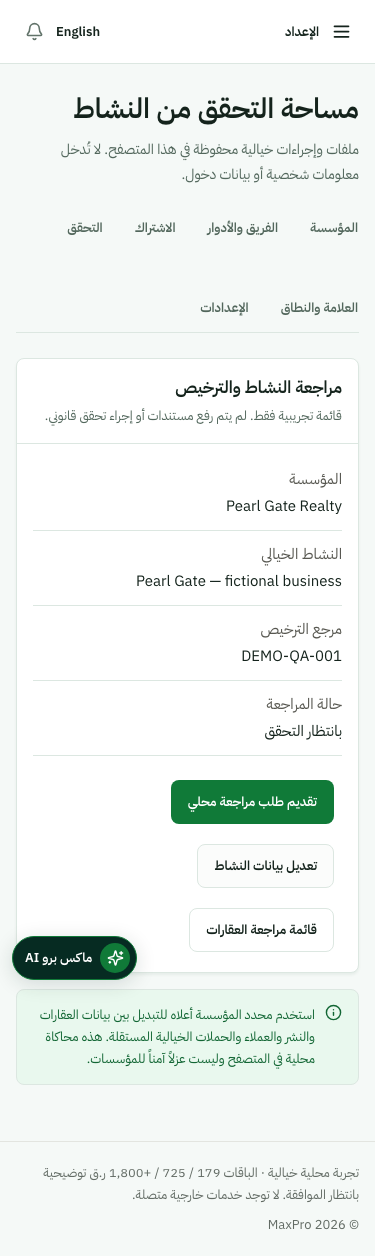 الإعداد
English
مساحة التحقق من النشاط
ملفات وإجراءات خيالية محفوظة في هذا المتصفح. لا تُدخل
معلومات شخصية أو بيانات دخول.
المؤسسة الفريق والأدوار الاشتراك التحقق
العلامة والنطاق الإعدادات
مراجعة النشاط والترخيص
قائمة تجريبية فقط. لم يتم رفع مستندات أو إجراء تحقق قانوني.
المؤسسة
Pearl Gate Realty
النشاط الخيالي
Pearl Gate — fictional business
مرجع الترخيص
DEMO-QA-001
حالة المراجعة
بانتظار التحقق
تقديم طلب مراجعة محلي
تعديل بيانات النشاط
قائمة مراجعة العقارات
ماكس برو AI
استخدم محدد المؤسسة أعلاه للتبديل بين بيانات العقارات
والنشر والعملاء والحملات الخيالية المستقلة. هذه محاكاة
محلية في المتصفح وليست عزلاً آمناً للمؤسسات.
تجربة محلية خيالية · الباقات 179 / 725 / +1,800 ر.ق توضيحية
بانتظار الموافقة. لا توجد خدمات خارجية متصلة.
© 2026 MaxPro